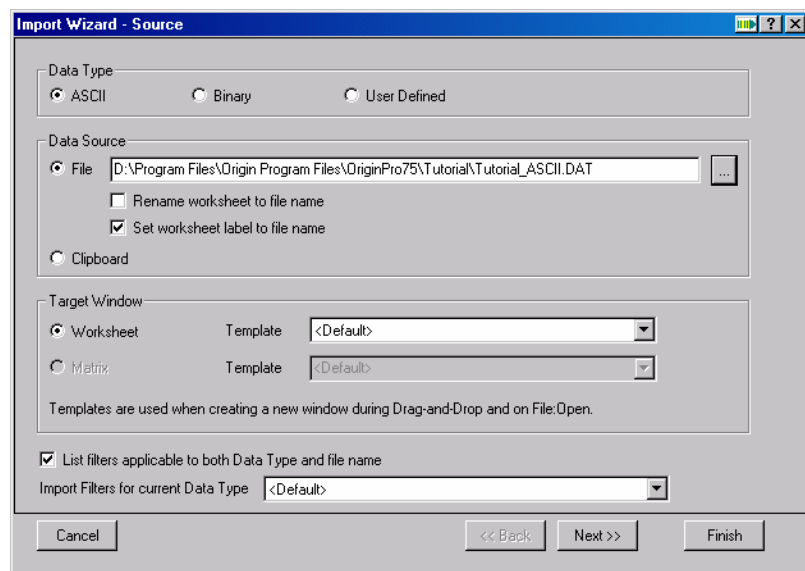 Import Wizard - Source
?
Data Type
ASCII Binary User Defined
Data Source
File D:\Program Files\Origin Program Files\OriginPro75\Tutorial\Tutorial_ASCII.DAT ...
Rename worksheet to file name
Set worksheet label to file name
Clipboard
Target Window
Worksheet Template <Default>
Matrix Template <Default>
Templates are used when creating a new window during Drag-and-Drop and on File:Open.
List filters applicable to both Data Type and file name
Import Filters for current Data Type <Default>
Cancel << Back Next >> Finish